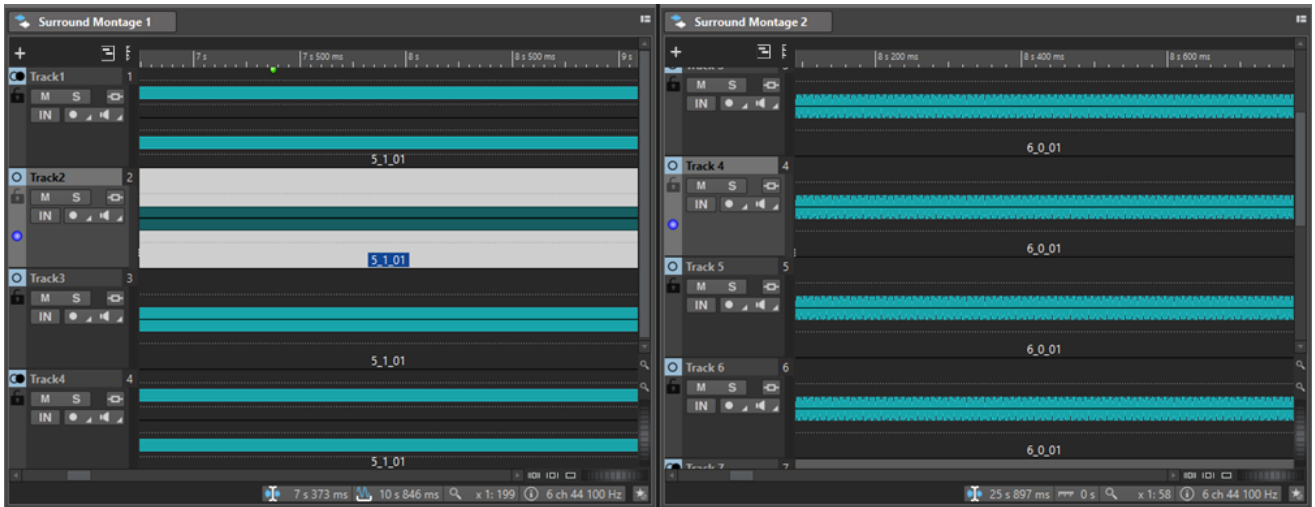 Surround Montage 1
7 s
7 s 500 ms
8 s
8 s 500 ms
9 s
Track1 1
M S
IN
5_1_01
Track2 2
M S
IN
5_1_01
Track3 3
M S
IN
5_1_01
Track4 4
M S
IN
5_1_01
7 s 373 ms 10 s 846 ms x 1: 199 6 ch 44 100 Hz
Surround Montage 2
8 s 200 ms
8 s 400 ms
8 s 600 ms
M S
IN
6_0_01
Track 4 4
M S
IN
6_0_01
Track 5 5
M S
IN
6_0_01
Track 6 6
M S
IN
6_0_01
Track 7 7
25 s 897 ms 0 s x 1: 58 6 ch 44 100 Hz